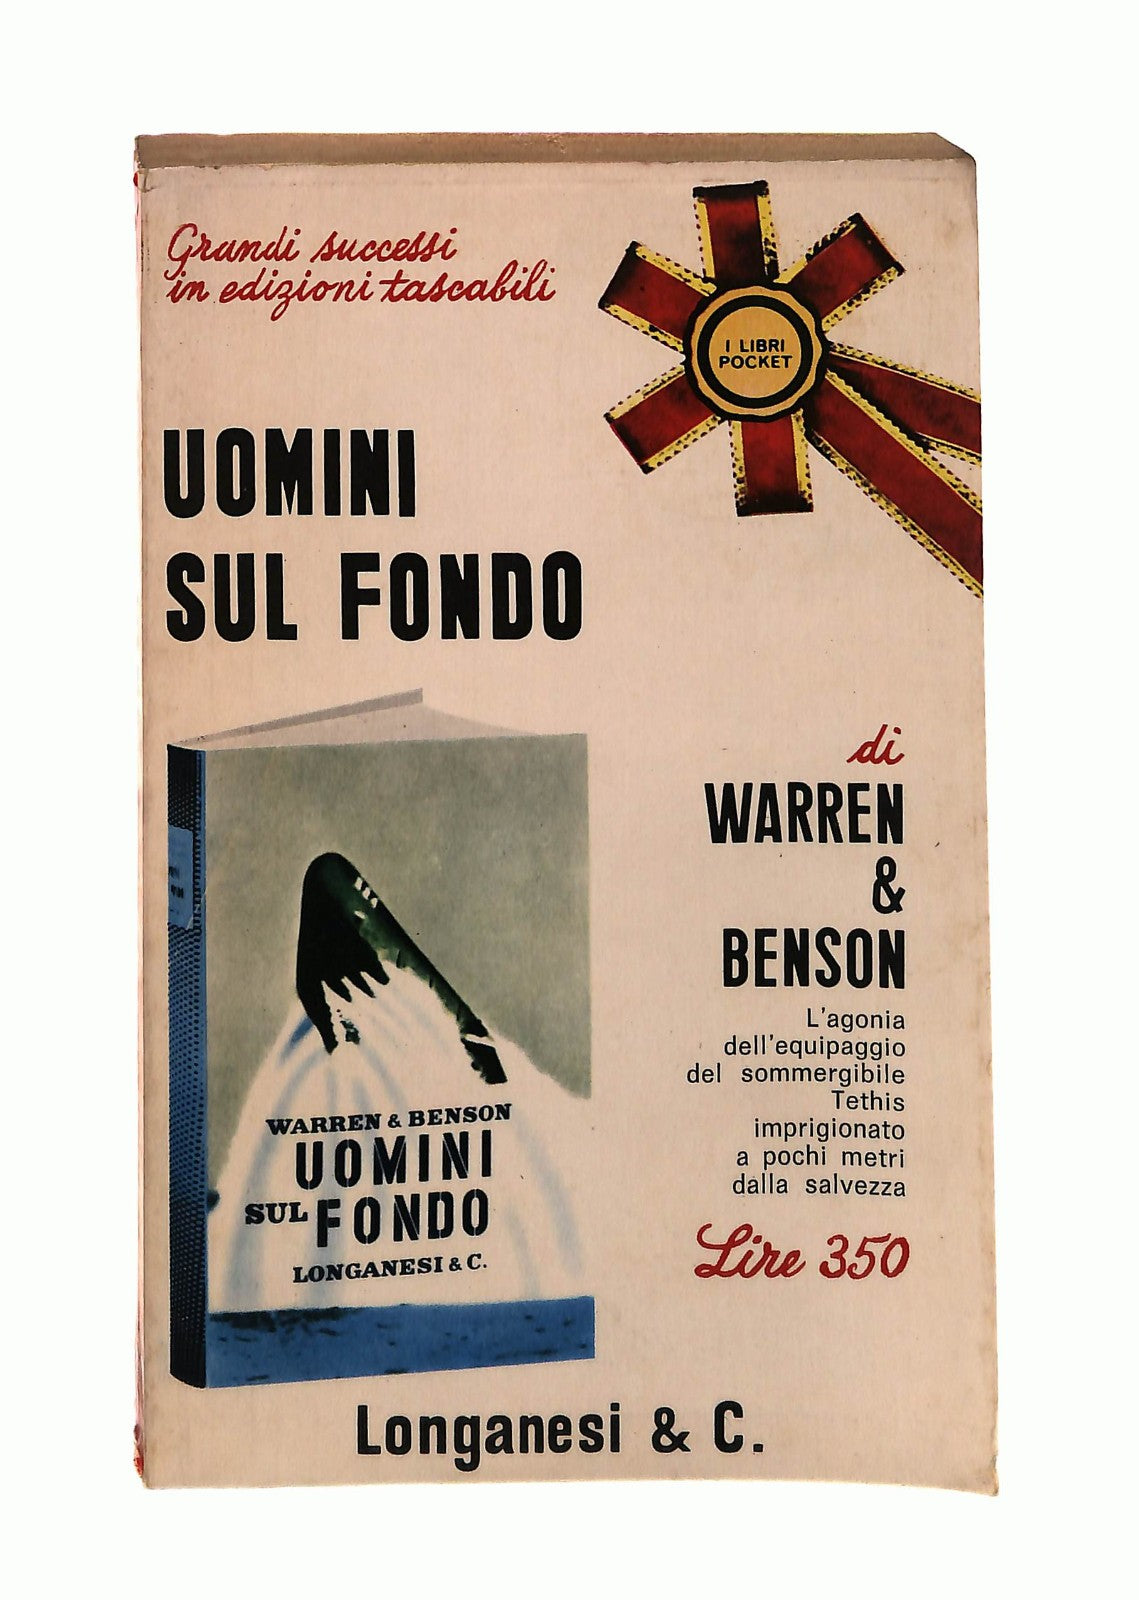 Grandi successi
in edizioni tascabili
I LIBRI
POCKET
UOMINI
SUL FONDO
di
WARREN
&
BENSON
L'agonia
dell'equipaggio
del sommergibile
Tethis
imprigionato
a pochi metri
dalla salvezza
Lire 350
WARREN & BENSON
UOMINI
SUL FONDO
LONGANESI & C.
Longanesi & C.